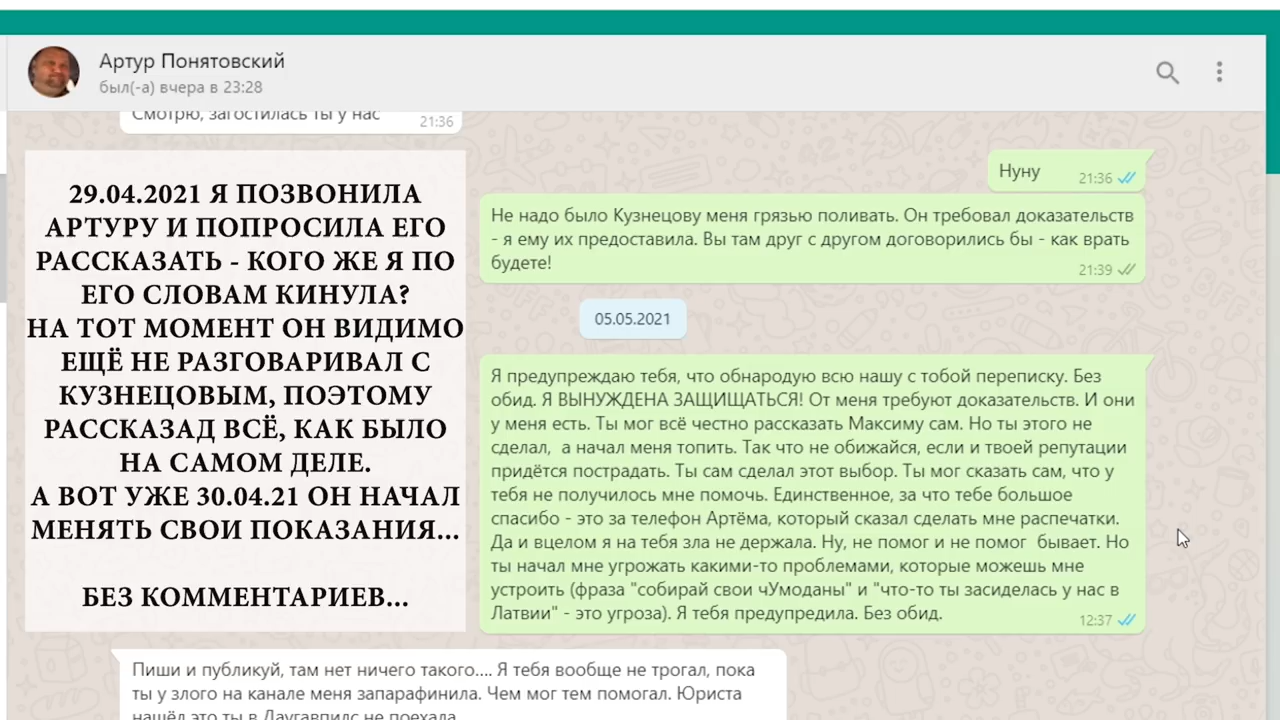 Артур Понятовский
был(-а) вчера в 23:28
Смотрю, загостилась ты у нас
21:36
29.04.2021 Я ПОЗВОНИЛА
АРТУРУ И ПОПРОСИЛА ЕГО
РАССКАЗАТЬ - КОГО ЖЕ Я ПО
ЕГО СЛОВАМ КИНУЛА?
НА ТОТ МОМЕНТ ОН ВИДИМО
ЕЩЁ НЕ РАЗГОВАРИВАЛ С
КУЗНЕЦОВЫМ, ПОЭТОМУ
РАССКАЗАД ВСЁ, КАК БЫЛО
НА САМОМ ДЕЛЕ.
А ВОТ УЖЕ 30.04.21 ОН НАЧАЛ
МЕНЯТЬ СВОИ ПОКАЗАНИЯ...
БЕЗ КОММЕНТАРИЕВ...
Нуну
21:36
Не надо было Кузнецову меня грязью поливать. Он требовал доказательств
- я ему их предоставила. Вы там друг с другом договорились бы - как врать
будете!
21:39
05.05.2021
Я предупреждаю тебя, что обнародую всю нашу с тобой переписку. Без
обид. Я ВЫНУЖДЕНА ЗАЩИЩАТЬСЯ! От меня требуют доказательств. И они
у меня есть. Ты мог всё честно рассказать Максиму сам. Но ты этого не
сделал,  а начал меня топить. Так что не обижайся, если и твоей репутации
придётся пострадать. Ты сам сделал этот выбор. Ты мог сказать сам, что у
тебя не получилось мне помочь. Единственное, за что тебе большое
спасибо - это за телефон Артёма, который сказал сделать мне распечатки.
Да и вцелом я на тебя зла не держала. Ну, не помог и не помог  бывает. Но
ты начал мне угрожать какими-то проблемами, которые можешь мне
устроить (фраза "собирай свои чУмоданы" и "что-то ты засиделась у нас в
Латвии" - это угроза). Я тебя предупредила. Без обид.
12:37
Пиши и публикуй, там нет ничего такого.... Я тебя вообще не трогал, пока
ты у злого на канале меня запарафинила. Чем мог тем помогал. Юриста
нашёл это ты в Даугавпилс не поехала